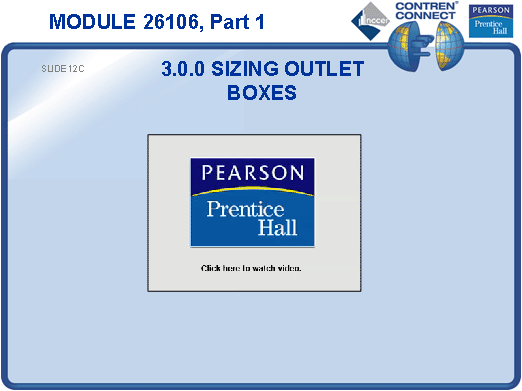 MODULE 26106, Part 1
nccer
CONTREN®
CONNECT
PEARSON
Prentice
Hall
SLIDE 12C
3.0.0 SIZING OUTLET
BOXES
PEARSON
Prentice
Hall
Click here to watch video.